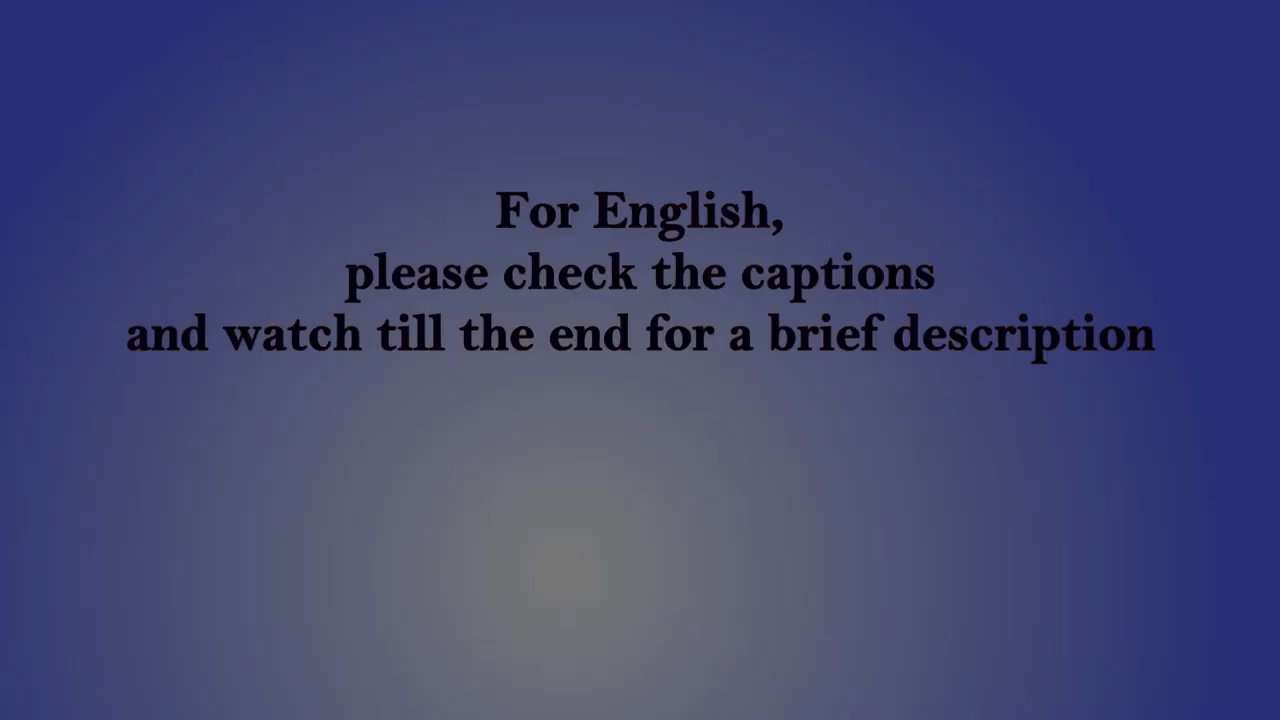 For English,
please check the captions
and watch till the end for a brief description